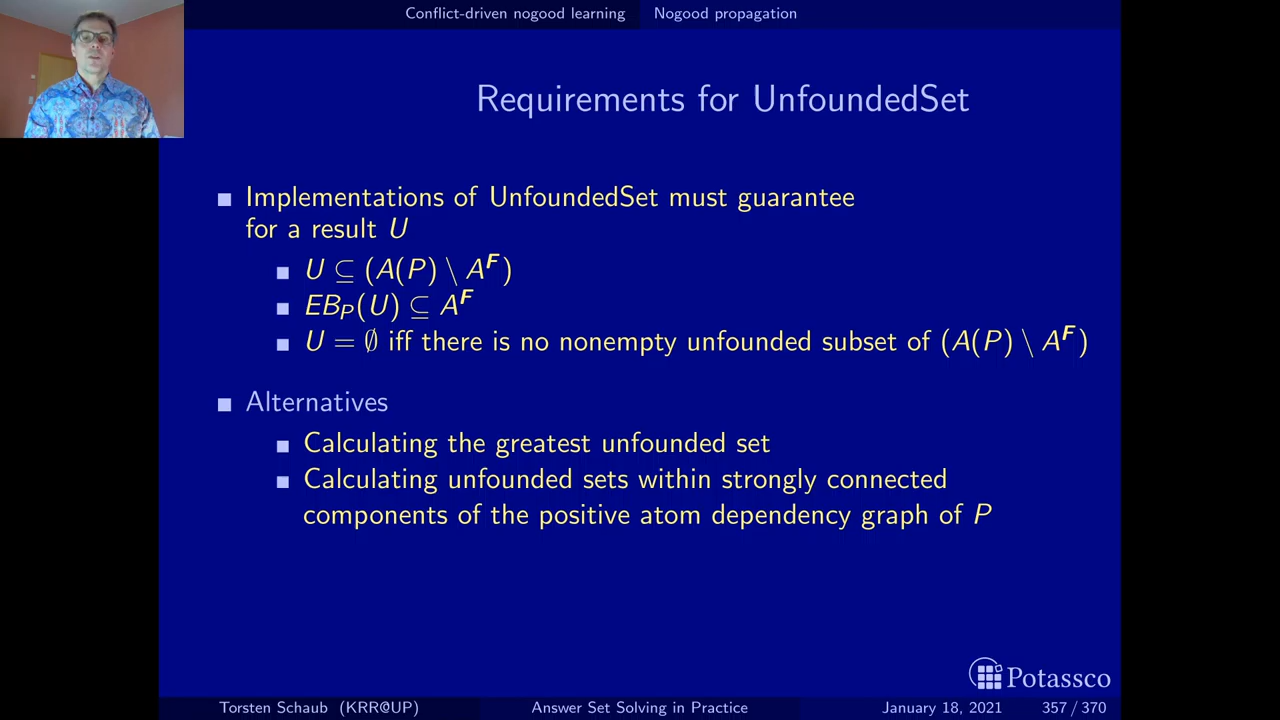 Conflict-driven nogood learning Nogood propagation
Requirements for UnfoundedSet
Implementations of UnfoundedSet must guarantee
for a result U
U ⊆ (A(P) \ A^F)
EB_P(U) ⊆ A^F
U = ∅ iff there is no nonempty unfounded subset of (A(P) \ A^F)
Alternatives
Calculating the greatest unfounded set
Calculating unfounded sets within strongly connected
components of the positive atom dependency graph of P
Potassco
Torsten Schaub (KRR@UP) Answer Set Solving in Practice January 18, 2021 357 / 370